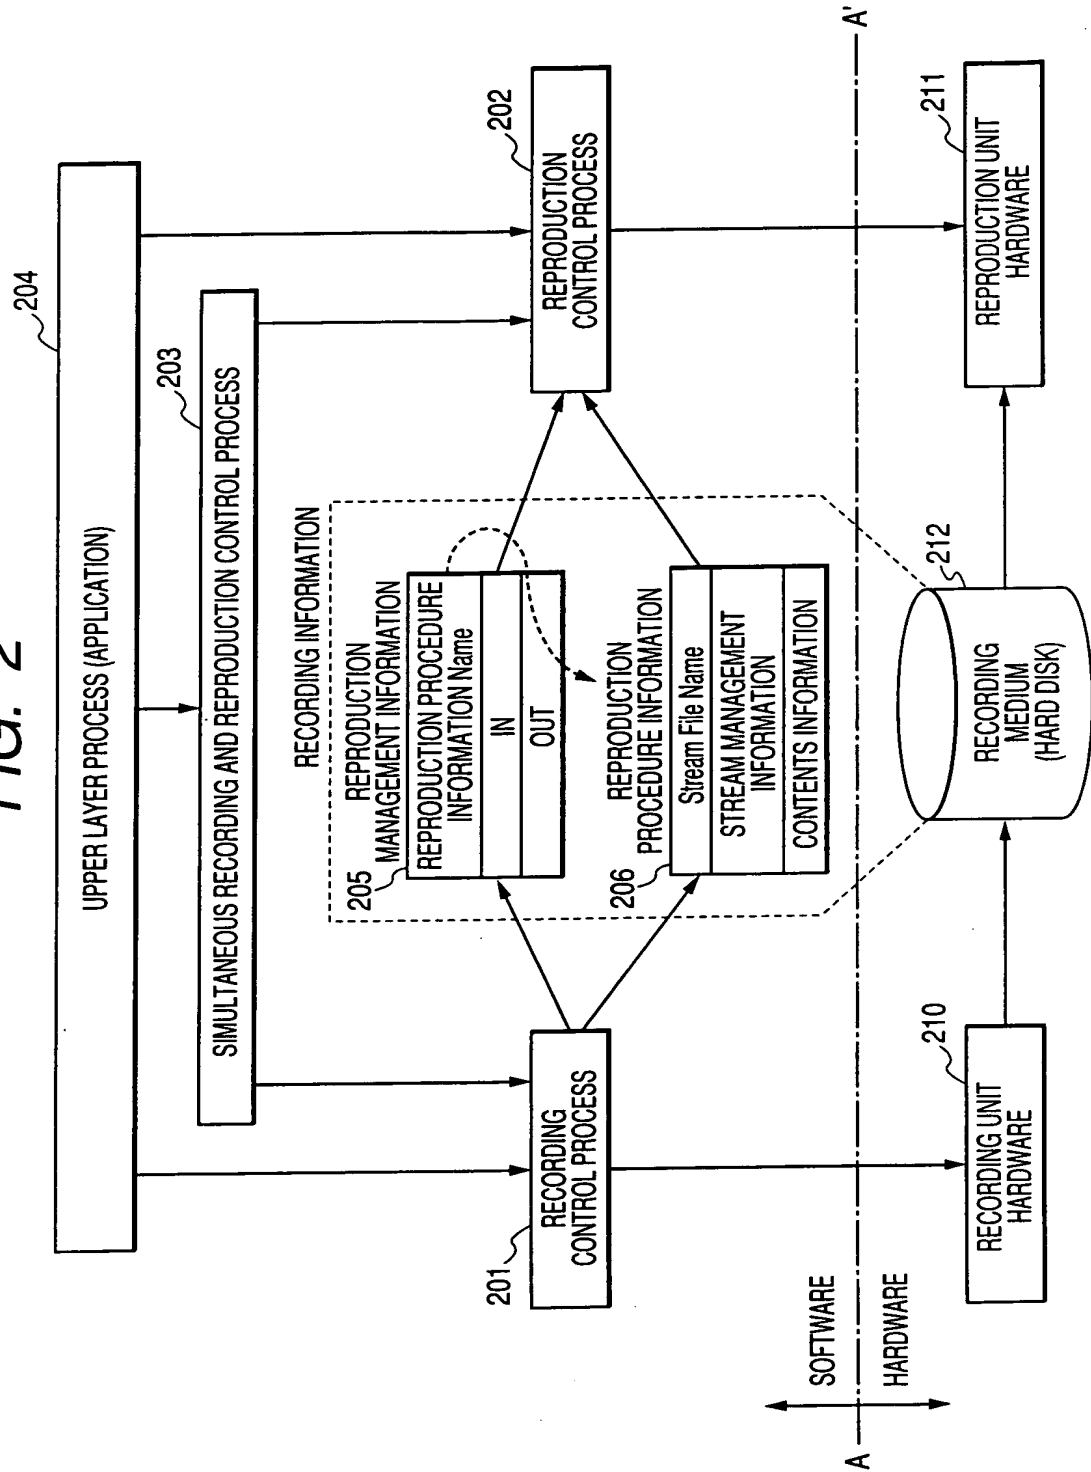 FIG. 2
204
UPPER LAYER PROCESS (APPLICATION)
203
SIMULTANEOUS RECORDING AND REPRODUCTION CONTROL PROCESS
RECORDING INFORMATION
REPRODUCTION
MANAGEMENT INFORMATION
205
REPRODUCTION PROCEDURE
INFORMATION Name
IN
OUT
201
RECORDING
CONTROL PROCESS
202
REPRODUCTION
CONTROL PROCESS
REPRODUCTION
PROCEDURE INFORMATION
206
Stream File Name
STREAM MANAGEMENT
INFORMATION
CONTENTS INFORMATION
SOFTWARE
A
A'
HARDWARE
210
RECORDING UNIT
HARDWARE
212
RECORDING
MEDIUM
(HARD DISK)
211
REPRODUCTION UNIT
HARDWARE